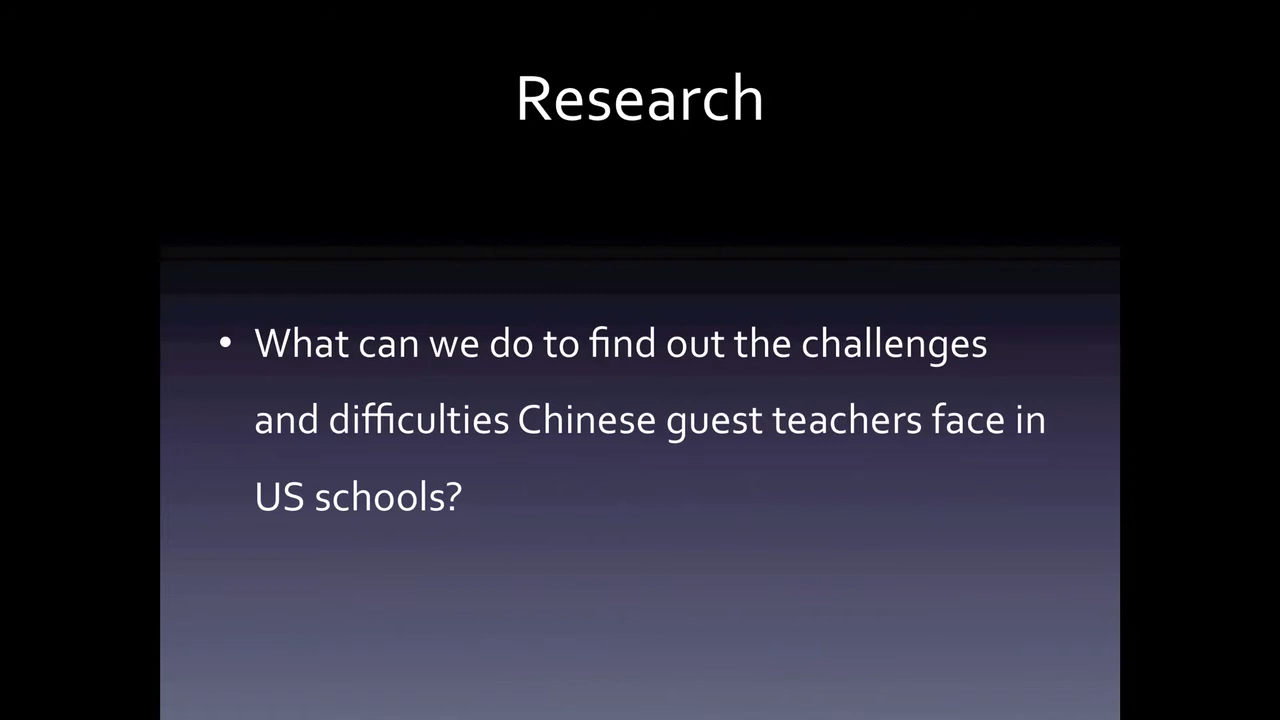 Research
• What can we do to find out the challenges
and difficulties Chinese guest teachers face in
US schools?